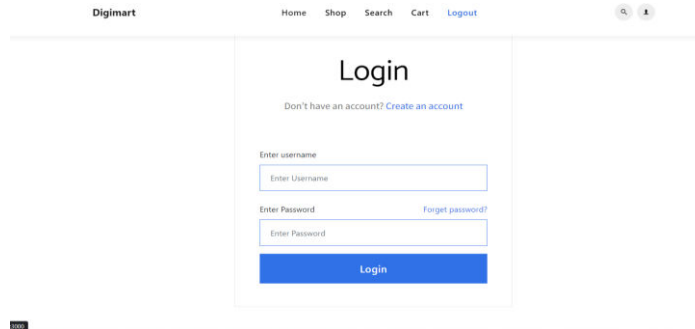 Digimart Home Shop Search Cart Logout
Login
Don't have an account? Create an account
Enter username
Enter Username
Enter Password Forget password?
Enter Password
Login
:3000